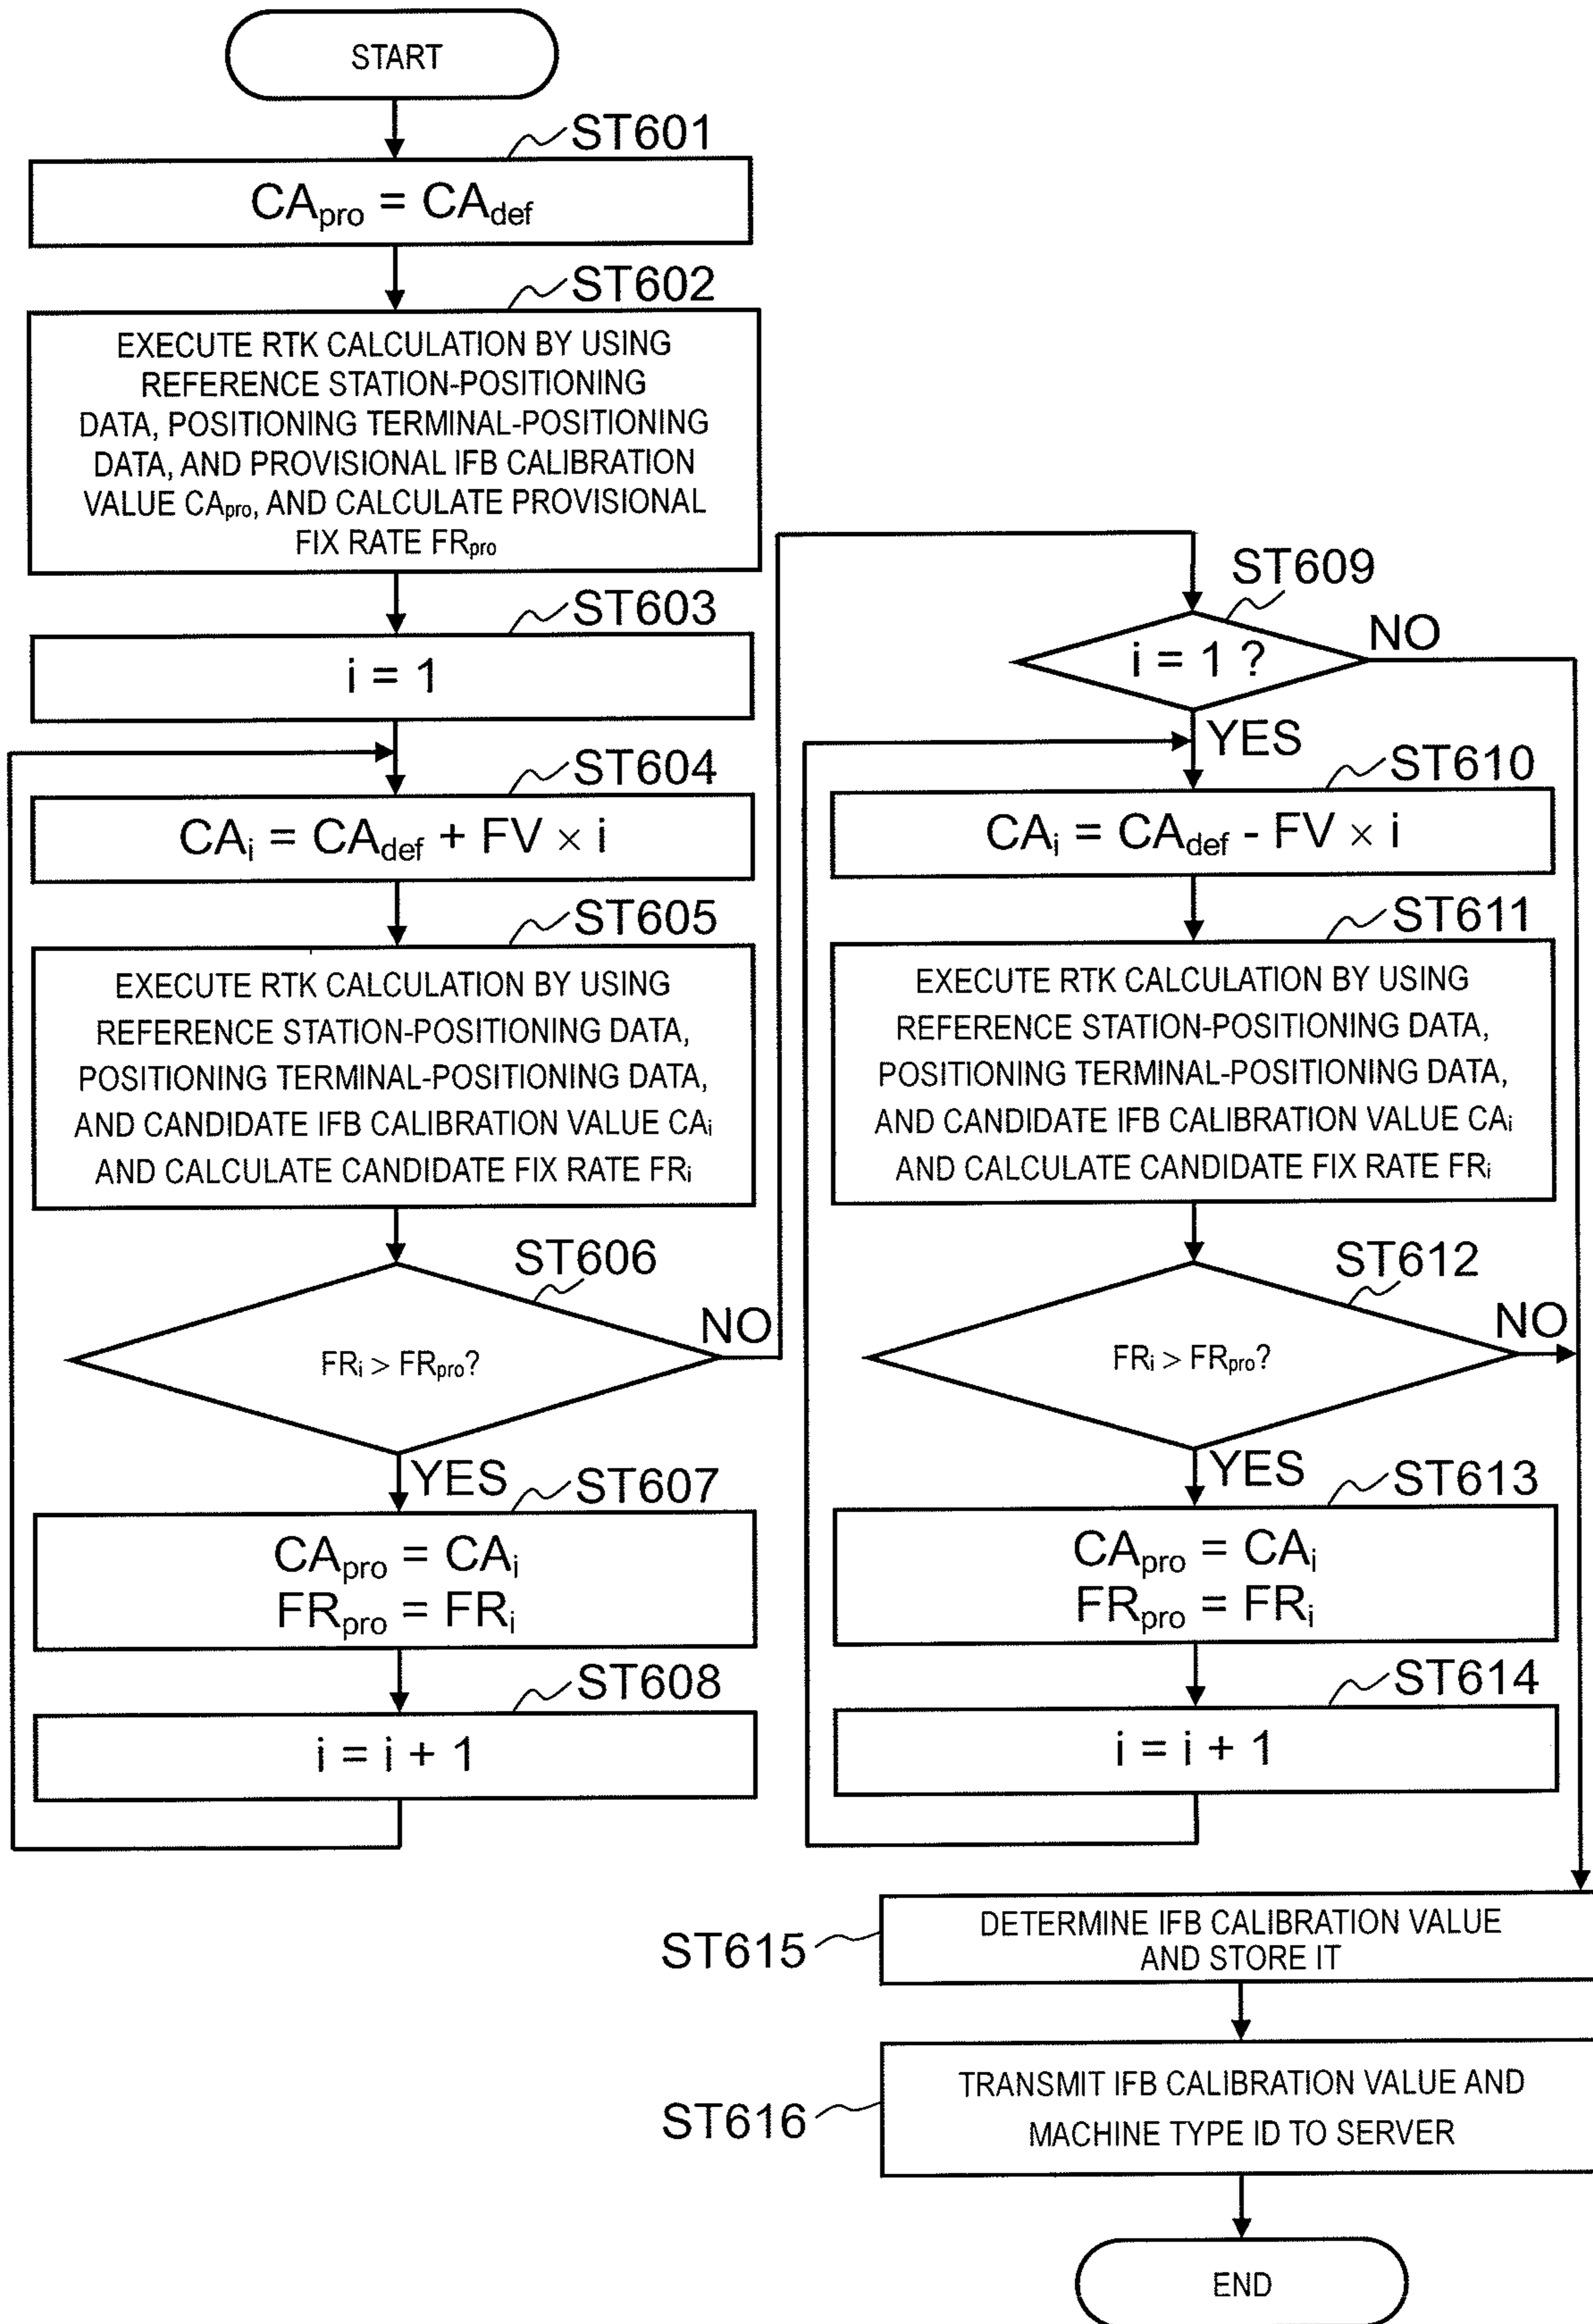 START
ST601
CApro = CAdef
ST602
EXECUTE RTK CALCULATION BY USING
REFERENCE STATION-POSITIONING
DATA, POSITIONING TERMINAL-POSITIONING
DATA, AND PROVISIONAL IFB CALIBRATION
VALUE CApro, AND CALCULATE PROVISIONAL
FIX RATE FRpro
ST603
i = 1
ST604
CAi = CAdef + FV × i
ST605
EXECUTE RTK CALCULATION BY USING
REFERENCE STATION-POSITIONING DATA,
POSITIONING TERMINAL-POSITIONING DATA,
AND CANDIDATE IFB CALIBRATION VALUE CAi
AND CALCULATE CANDIDATE FIX RATE FRi
ST606
NO
FRi > FRpro?
YES
ST607
CApro = CAi
FRpro = FRi
ST608
i = i + 1
ST609
NO
i = 1 ?
YES
ST610
CAi = CAdef - FV × i
ST611
EXECUTE RTK CALCULATION BY USING
REFERENCE STATION-POSITIONING DATA,
POSITIONING TERMINAL-POSITIONING DATA,
AND CANDIDATE IFB CALIBRATION VALUE CAi
AND CALCULATE CANDIDATE FIX RATE FRi
ST612
NO
FRi > FRpro?
YES
ST613
CApro = CAi
FRpro = FRi
ST614
i = i + 1
ST615
DETERMINE IFB CALIBRATION VALUE
AND STORE IT
ST616
TRANSMIT IFB CALIBRATION VALUE AND
MACHINE TYPE ID TO SERVER
END